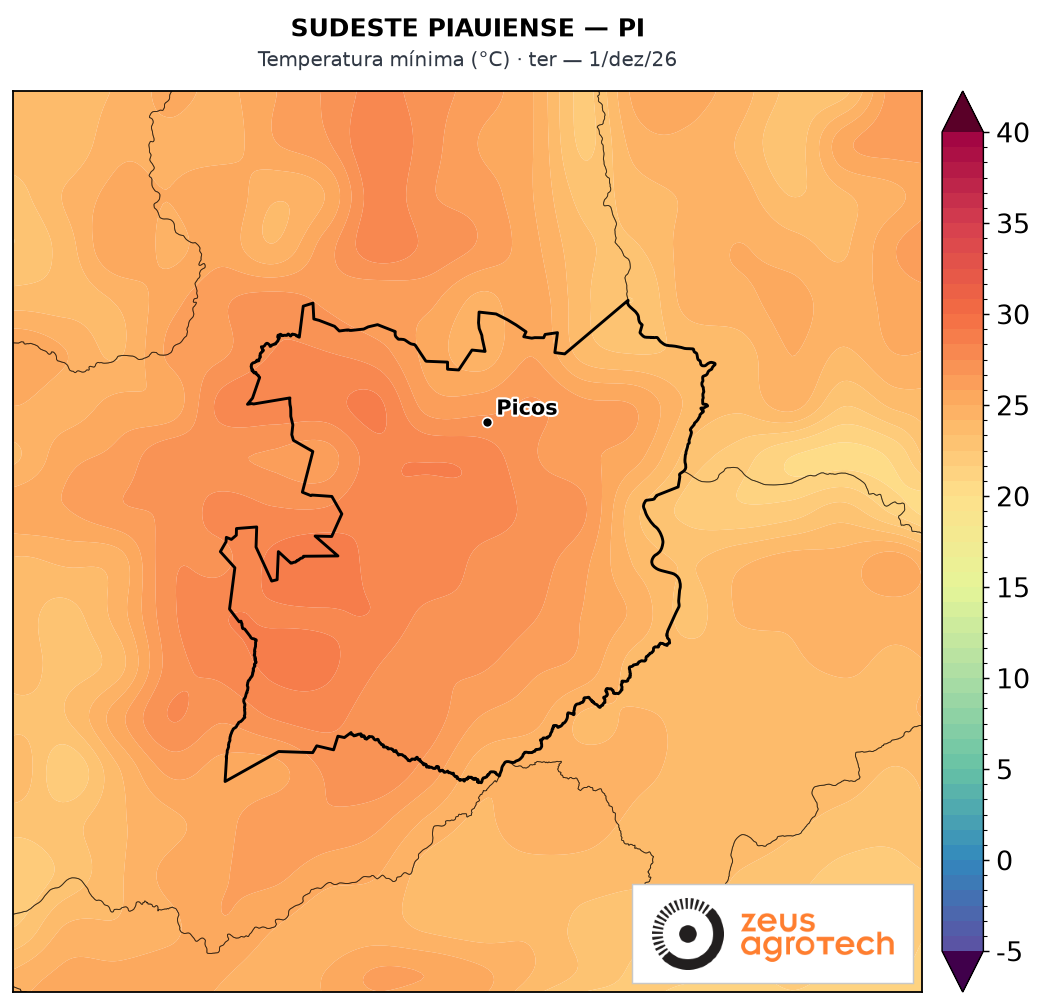 SUDESTE PIAUIENSE — PI
Temperatura mínima (°C) · ter — 1/dez/26
40
35
30
25
20
15
10
5
0
-5
Picos
zeus
agrotech